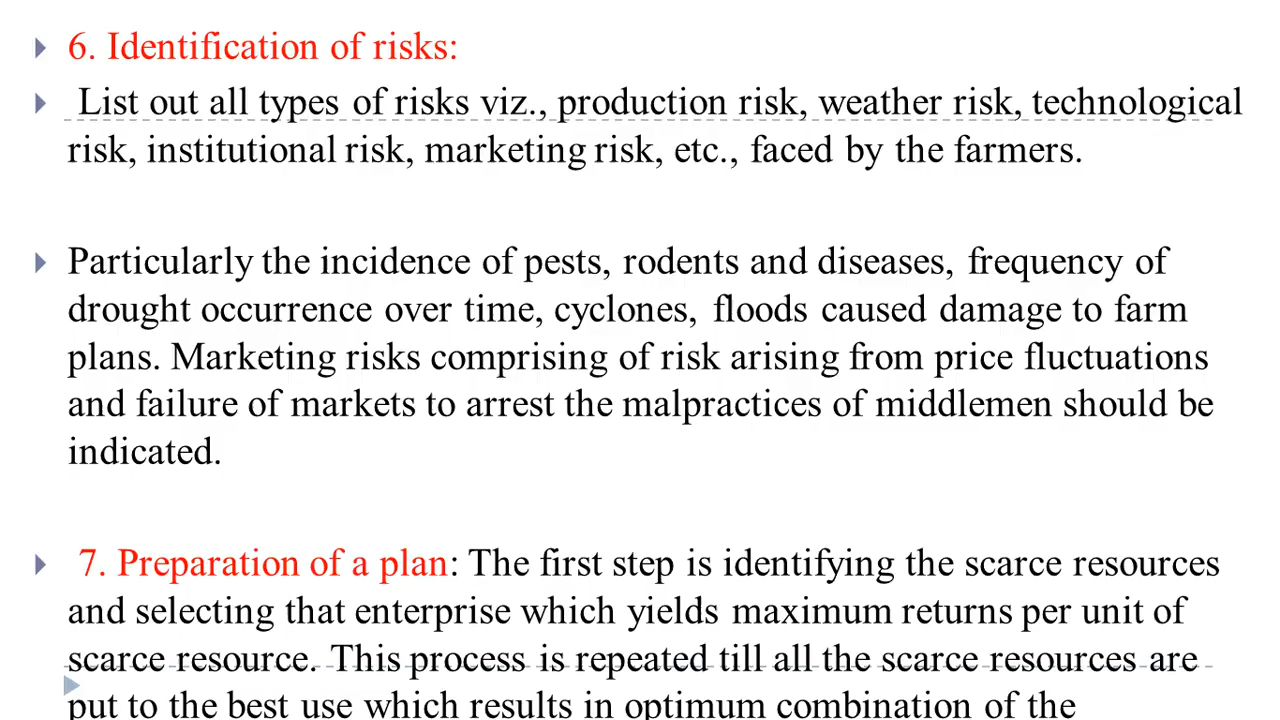 6. Identification of risks:
List out all types of risks viz., production risk, weather risk, technological
risk, institutional risk, marketing risk, etc., faced by the farmers.
Particularly the incidence of pests, rodents and diseases, frequency of
drought occurrence over time, cyclones, floods caused damage to farm
plans. Marketing risks comprising of risk arising from price fluctuations
and failure of markets to arrest the malpractices of middlemen should be
indicated.
7. Preparation of a plan: The first step is identifying the scarce resources
and selecting that enterprise which yields maximum returns per unit of
scarce resource. This process is repeated till all the scarce resources are
put to the best use which results in optimum combination of the